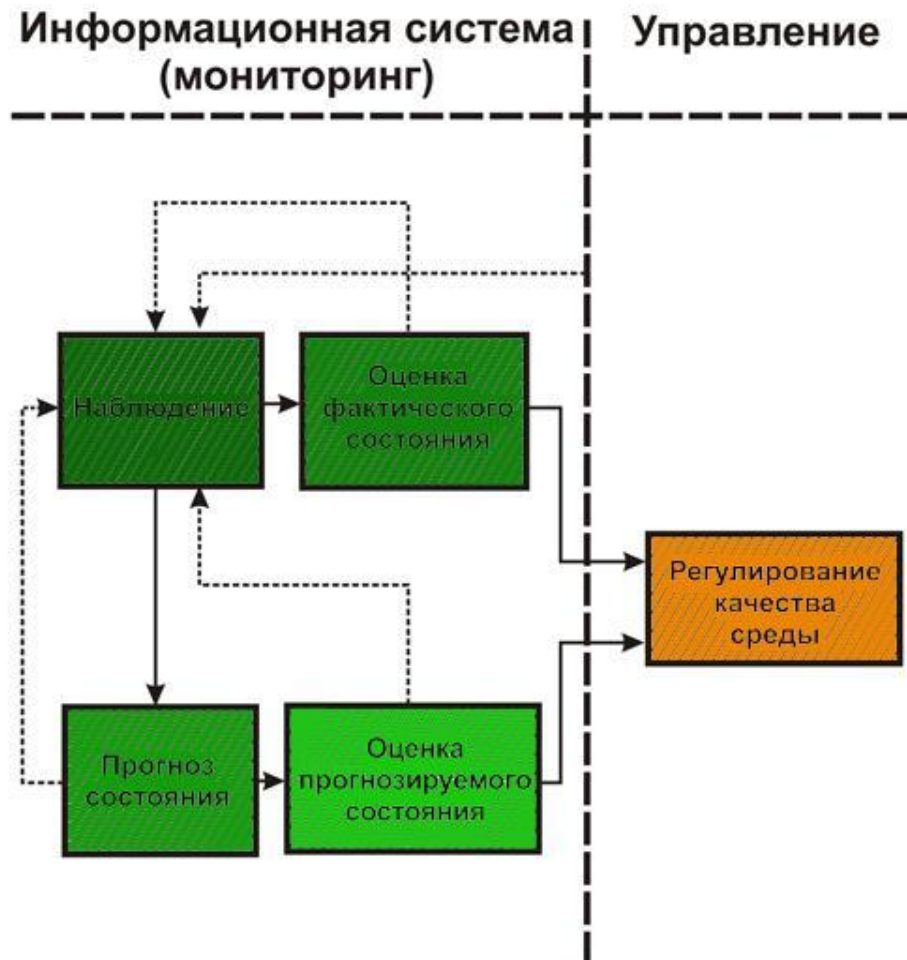 Информационная система
(мониторинг)
Управление
Наблюдение
Оценка
фактического
состояния
Регулирование
качества
среды
Прогноз
состояния
Оценка
прогнозируемого
состояния